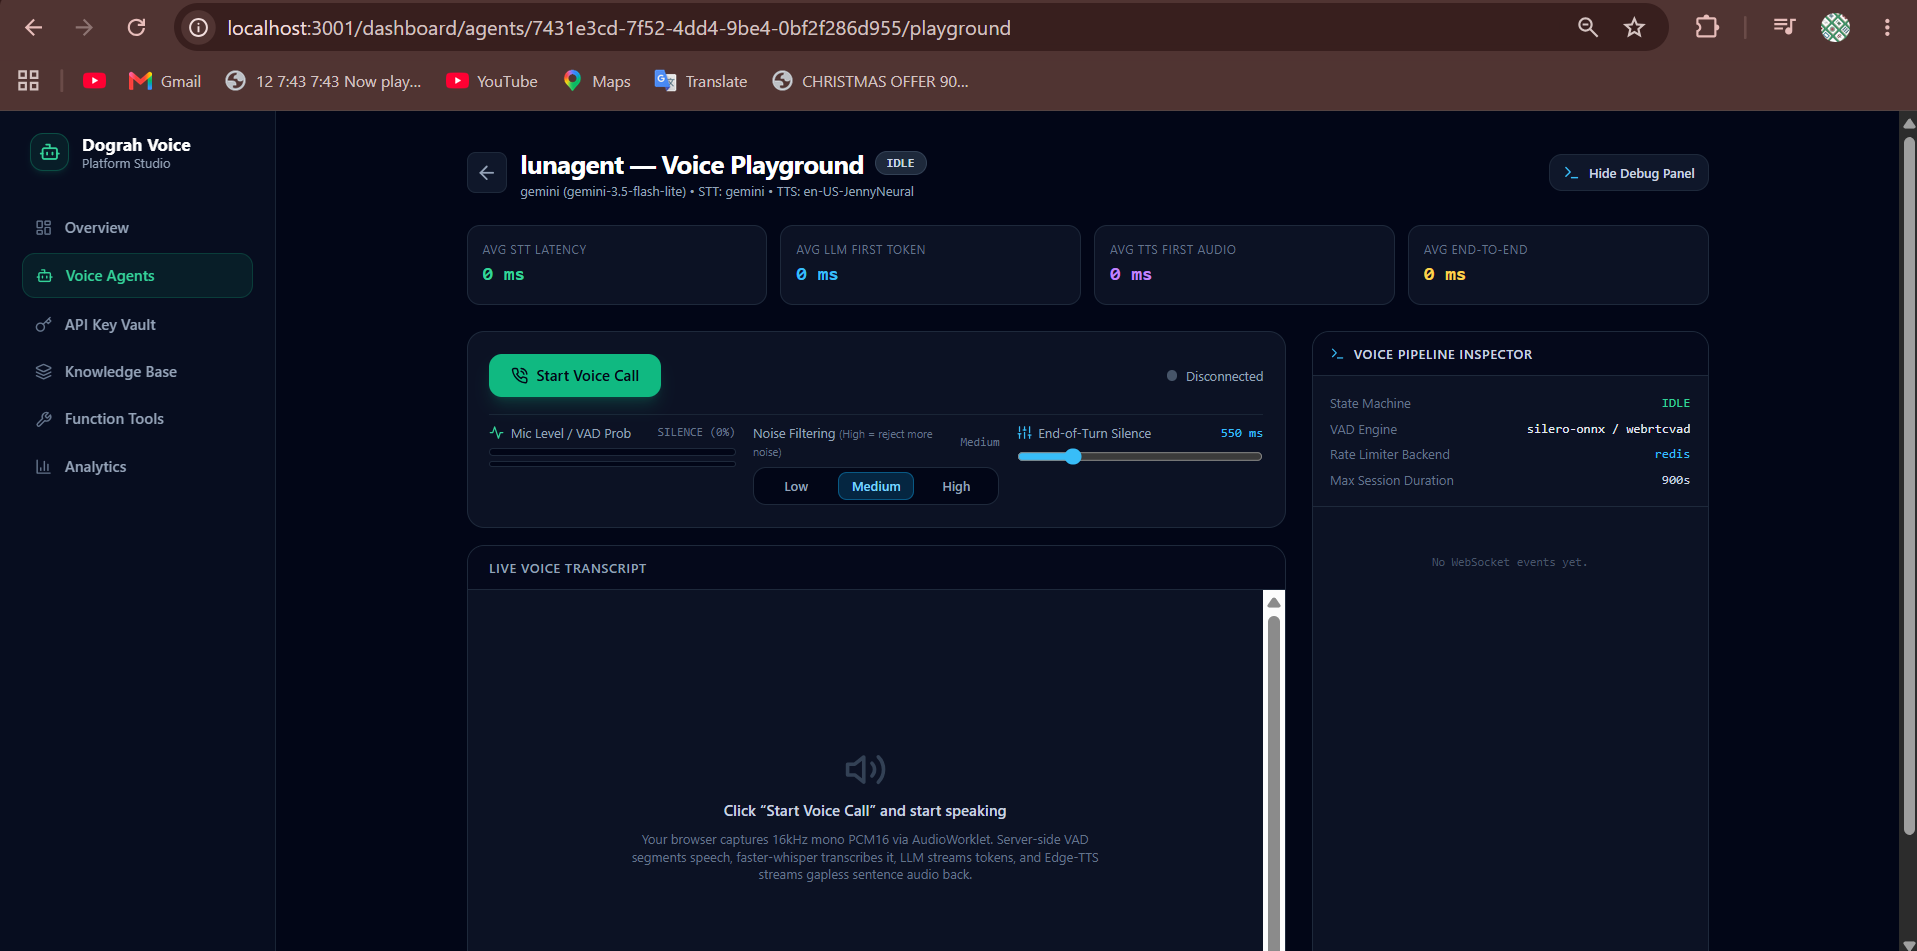 localhost:3001/dashboard/agents/7431e3cd-7f52-4dd4-9be4-0bf2f286d955/playground
Gmail
12 7:43 7:43 Now play...
YouTube
Maps
Translate
CHRISTMAS OFFER 90...
Dograh Voice
Platform Studio
Overview
Voice Agents
API Key Vault
Knowledge Base
Function Tools
Analytics
lunagent — Voice Playground IDLE
gemini (gemini-3.5-flash-lite) • STT: gemini • TTS: en-US-JennyNeural
Hide Debug Panel
AVG STT LATENCY
0 ms
AVG LLM FIRST TOKEN
0 ms
AVG TTS FIRST AUDIO
0 ms
AVG END-TO-END
0 ms
Start Voice Call
Disconnected
Mic Level / VAD Prob SILENCE (0%)
Noise Filtering (High = reject more
noise)
Medium
Low Medium High
End-of-Turn Silence 550 ms
LIVE VOICE TRANSCRIPT
Click “Start Voice Call” and start speaking
Your browser captures 16kHz mono PCM16 via AudioWorklet. Server-side VAD
segments speech, faster-whisper transcribes it, LLM streams tokens, and Edge-TTS
streams gapless sentence audio back.
VOICE PIPELINE INSPECTOR
State Machine IDLE
VAD Engine silero-onnx / webrtcvad
Rate Limiter Backend redis
Max Session Duration 900s
No WebSocket events yet.